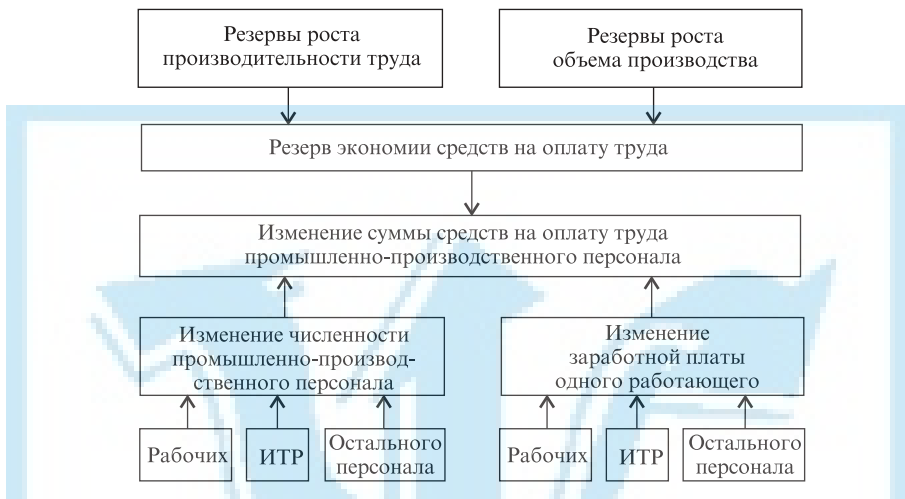 Резервы роста
производительности труда
Резервы роста
объема производства
Резерв экономии средств на оплату труда
Изменение суммы средств на оплату труда
промышленно-производственного персонала
Изменение численности
промышленно-производ-
ственного персонала
Изменение
заработной платы
одного работающего
Рабочих
ИТР
Остального
персонала
Рабочих
ИТР
Остального
персонала